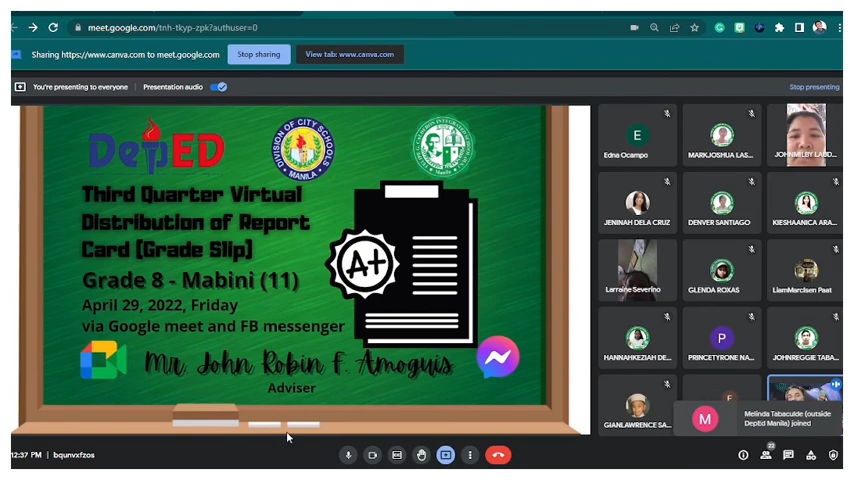 meet.google.com/tnh-tkyp-zpk?authuser=0
Sharing https://www.canva.com to meet.google.com
Stop sharing
View tab: www.canva.com
You're presenting to everyone
Presentation audio
Stop presenting
DepED
DIVISION OF CITY SCHOOLS
MANILA
Third Quarter Virtual
Distribution of Report
Card (Grade Slip)
Grade 8 - Mabini (11)
April 29, 2022, Friday
via Google meet and FB messenger
Mr. John Robin F. Amoguis
Adviser
A+
E
Edna Ocampo
MARKJOSHUA LAS...
JOHNMILBY LABD...
JENINAH DELA CRUZ
DENVER SANTIAGO
KIESHAANICA ARA...
Larraine Severino
GLENDA ROXAS
LiamMarclsen Paat
HANNAHKEZIAH DE...
P
PRINCETYRONE NA...
JOHNREGGIE TABA...
GIANLAWRENCE SA...
M
Melinda Tabaculde (outside
DepEd Manila) joined
12:37 PM
bqunvxfzos
22